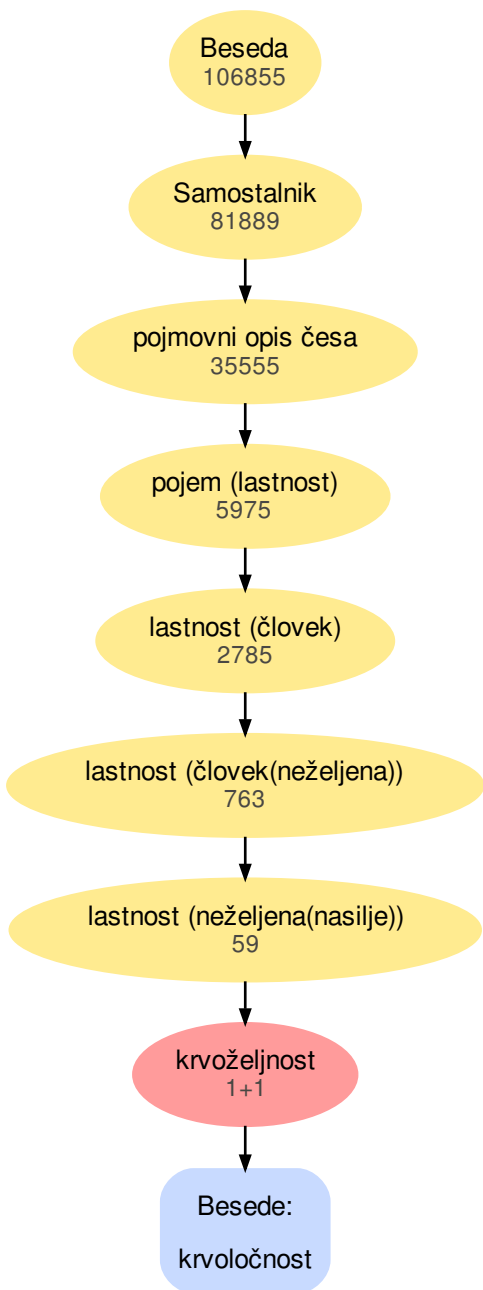 Beseda
106855
Samostalnik
81889
pojmovni opis česa
35555
pojem (lastnost)
5975
lastnost (človek)
2785
lastnost (človek(neželjena))
763
lastnost (neželjena(nasilje))
59
krvoželjnost
1+1
Besede:
krvoločnost